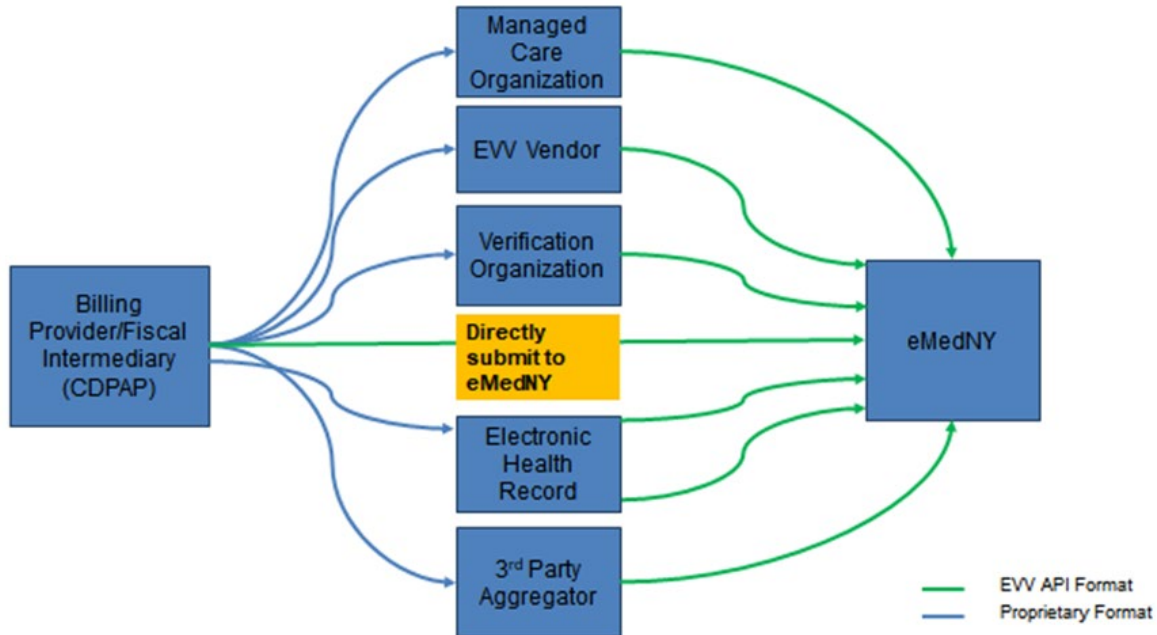 Managed
Care
Organization
EVV Vendor
Verification
Organization
Billing
Provider/Fiscal
Intermediary
(CDPAP)
Directly
submit to
eMedNY
eMedNY
Electronic
Health
Record
3rd Party
Aggregator
EVV API Format
Proprietary Format